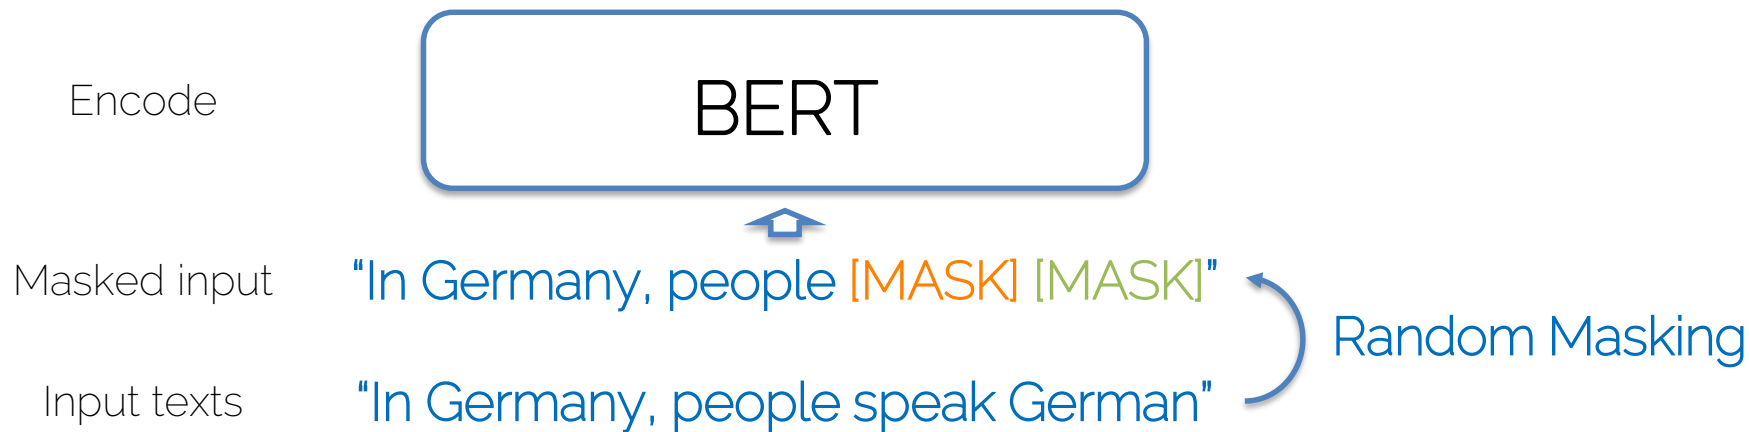 Encode
BERT
Masked input
“In Germany, people [MASK] [MASK]”
Random Masking
Input texts
“In Germany, people speak German”